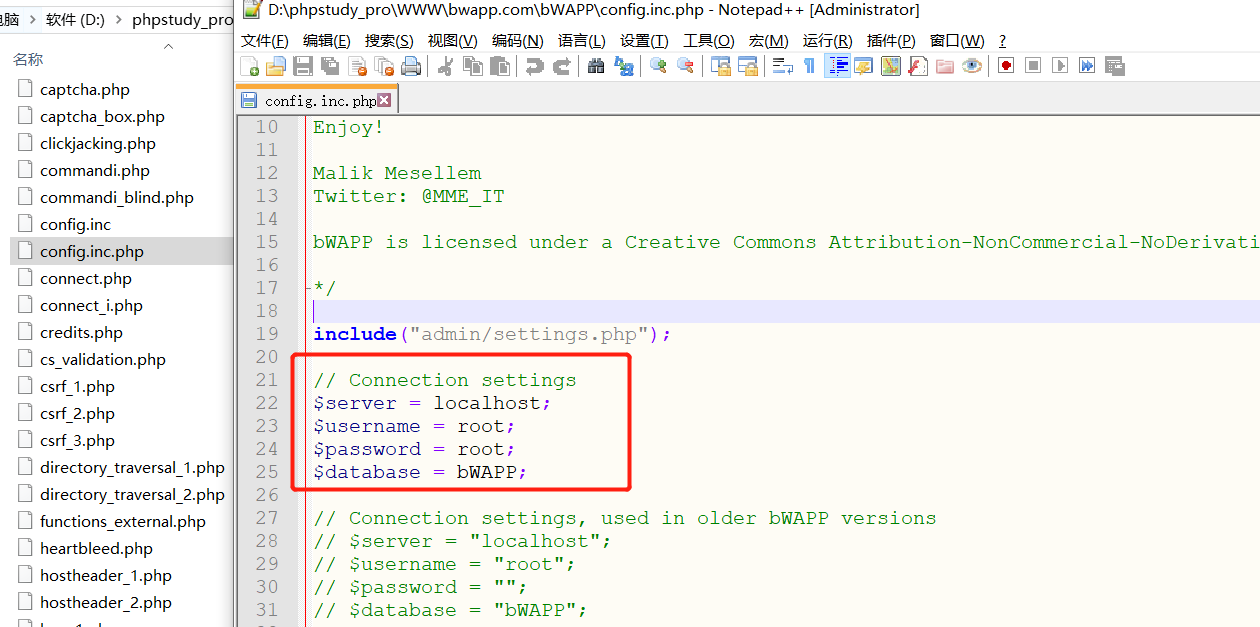 电脑 > 软件 (D:) > phpstudy_pro
名称
captcha.php
captcha_box.php
clickjacking.php
commandi.php
commandi_blind.php
config.inc
config.inc.php
connect.php
connect_i.php
credits.php
cs_validation.php
csrf_1.php
csrf_2.php
csrf_3.php
directory_traversal_1.php
directory_traversal_2.php
functions_external.php
heartbleed.php
hostheader_1.php
hostheader_2.php
D:\phpstudy_pro\WWW\bwapp.com\bWAPP\config.inc.php - Notepad++ [Administrator]
文件(F) 编辑(E) 搜索(S) 视图(V) 编码(N) 语言(L) 设置(T) 工具(O) 宏(M) 运行(R) 插件(P) 窗口(W) ?
config.inc.php
10 Enjoy!
11
12 Malik Mesellem
13 Twitter: @MME_IT
14
15 bWAPP is licensed under a Creative Commons Attribution-NonCommercial-NoDerivati
16
17 */
18
19 include("admin/settings.php");
20
21 // Connection settings
22 $server = localhost;
23 $username = root;
24 $password = root;
25 $database = bWAPP;
26
27 // Connection settings, used in older bWAPP versions
28 // $server = "localhost";
29 // $username = "root";
30 // $password = "";
31 // $database = "bWAPP";